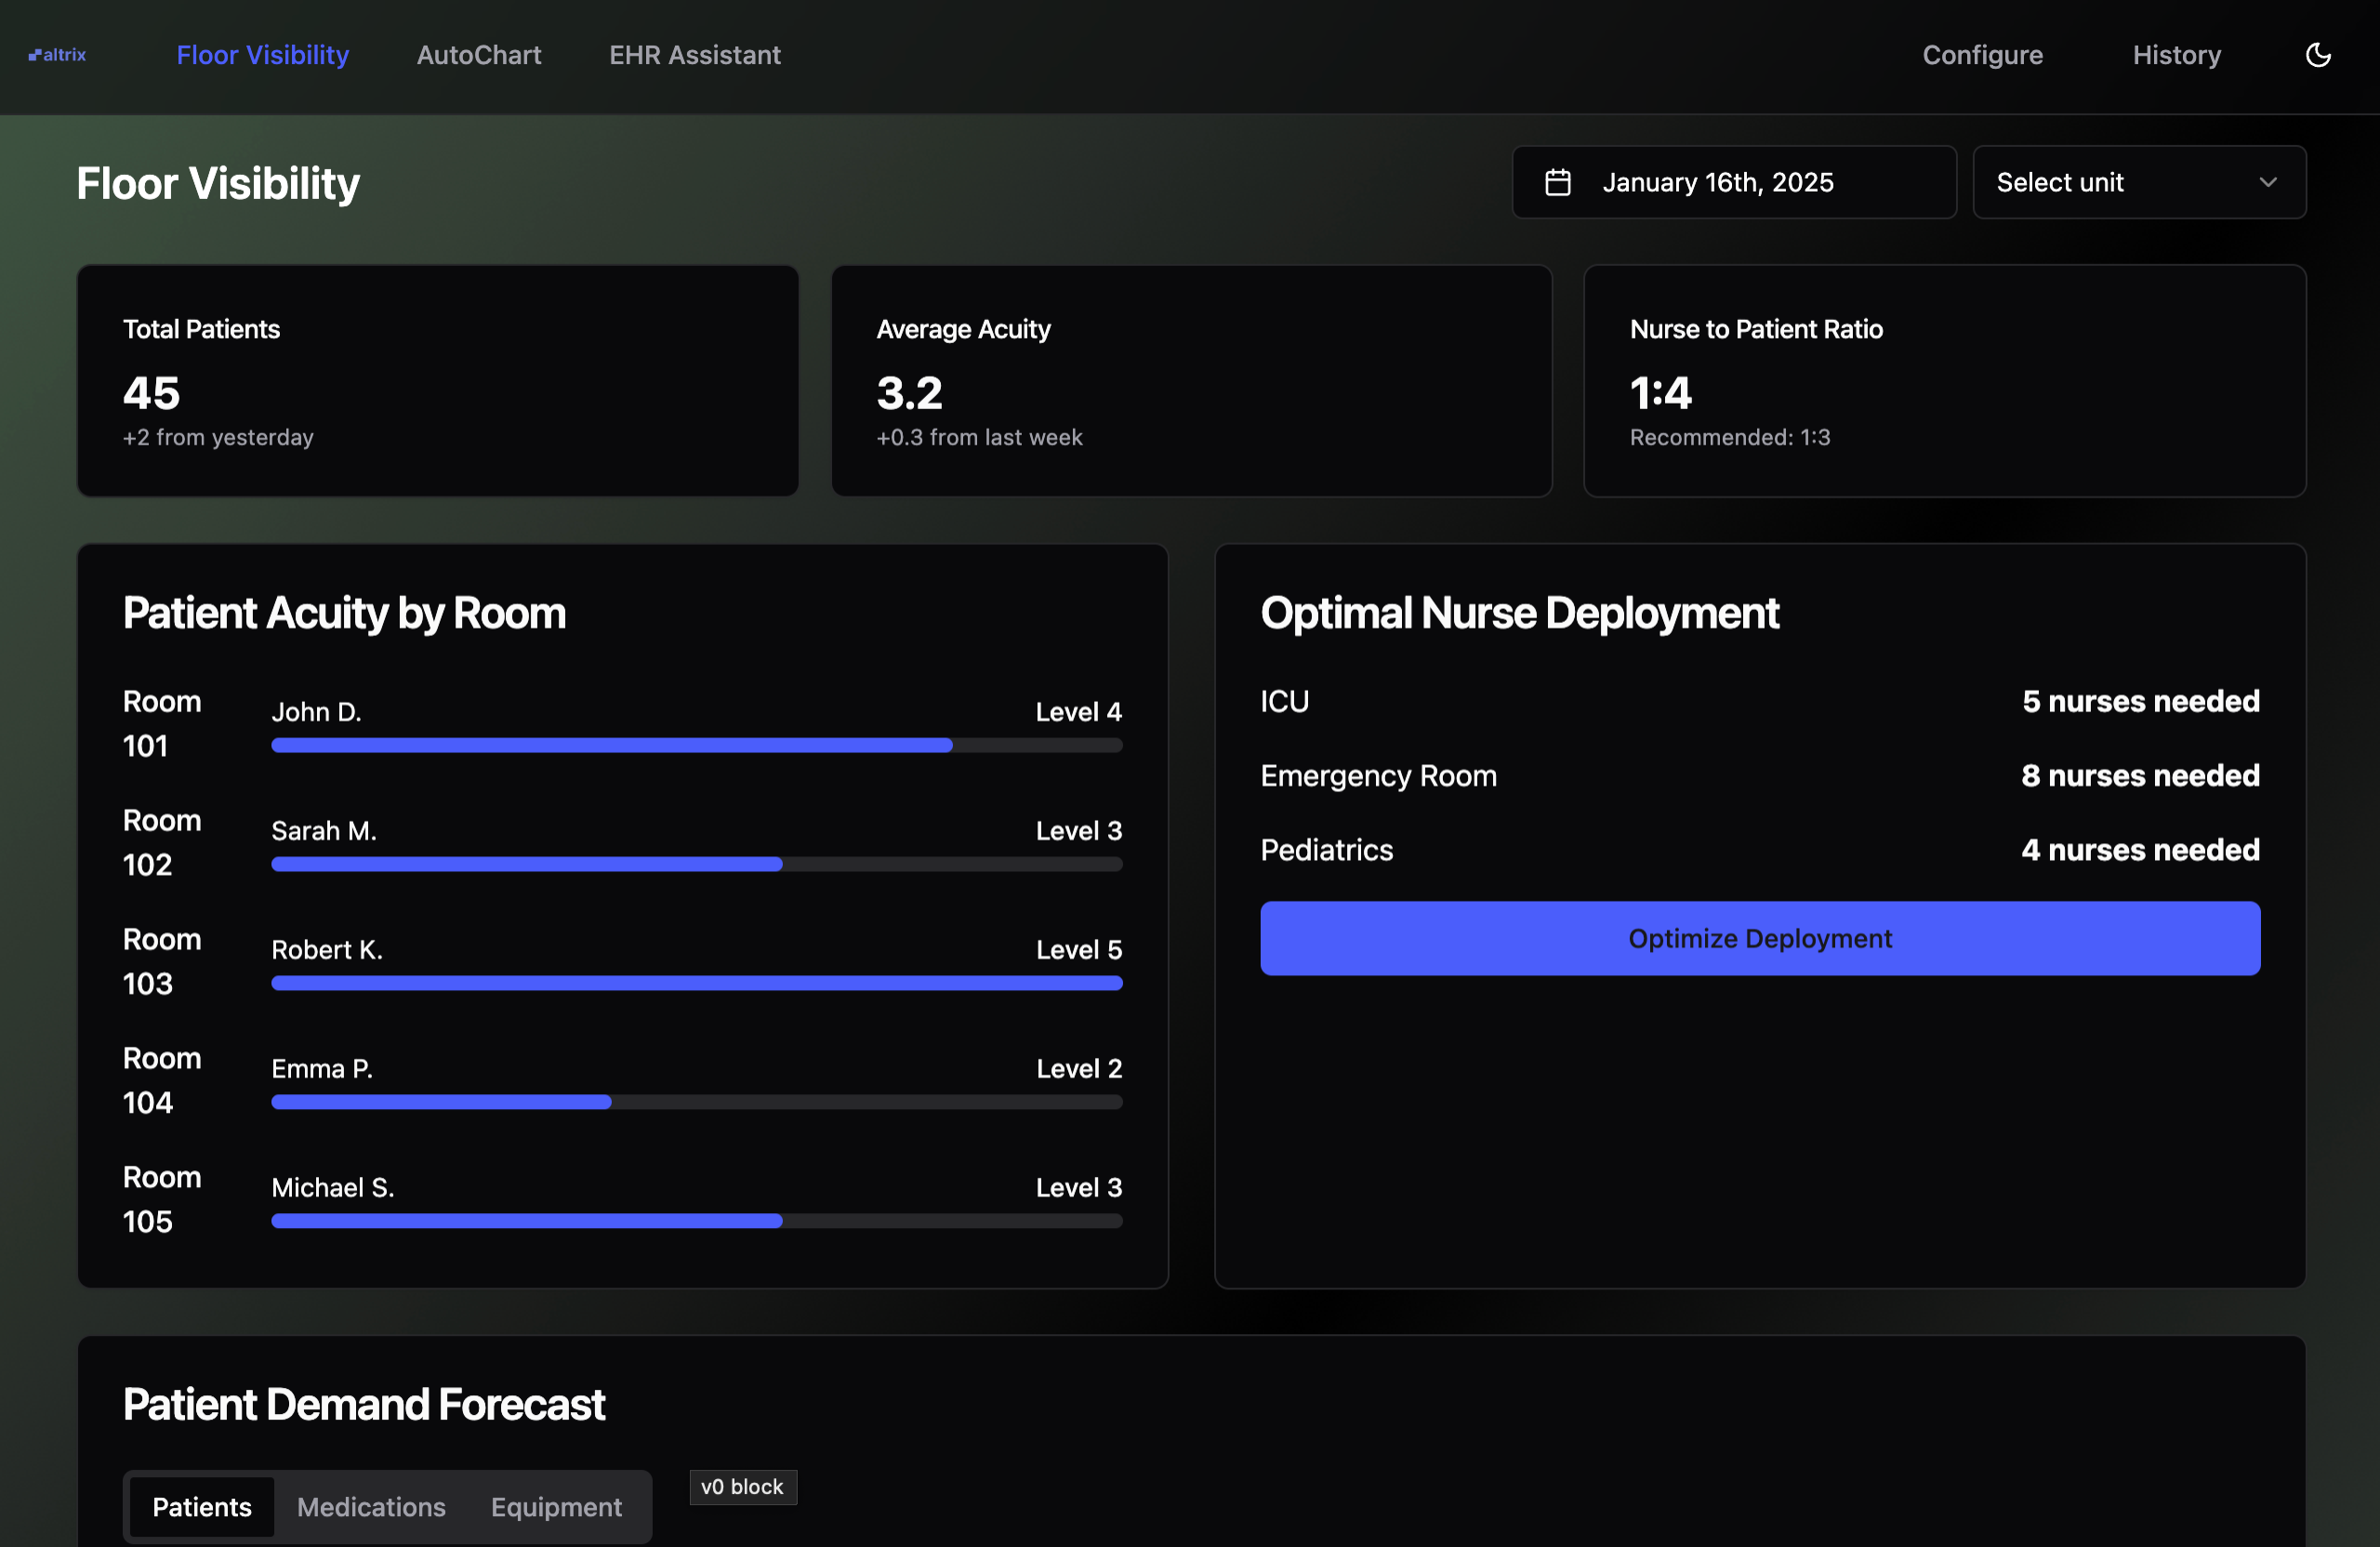 altrix
Floor Visibility
AutoChart
EHR Assistant
Configure
History
Floor Visibility
January 16th, 2025
Select unit
Total Patients
45
+2 from yesterday
Average Acuity
3.2
+0.3 from last week
Nurse to Patient Ratio
1:4
Recommended: 1:3
Patient Acuity by Room
Room
101
John D.
Level 4
Room
102
Sarah M.
Level 3
Room
103
Robert K.
Level 5
Room
104
Emma P.
Level 2
Room
105
Michael S.
Level 3
Optimal Nurse Deployment
ICU
5 nurses needed
Emergency Room
8 nurses needed
Pediatrics
4 nurses needed
Optimize Deployment
Patient Demand Forecast
Patients
Medications
Equipment
v0 block